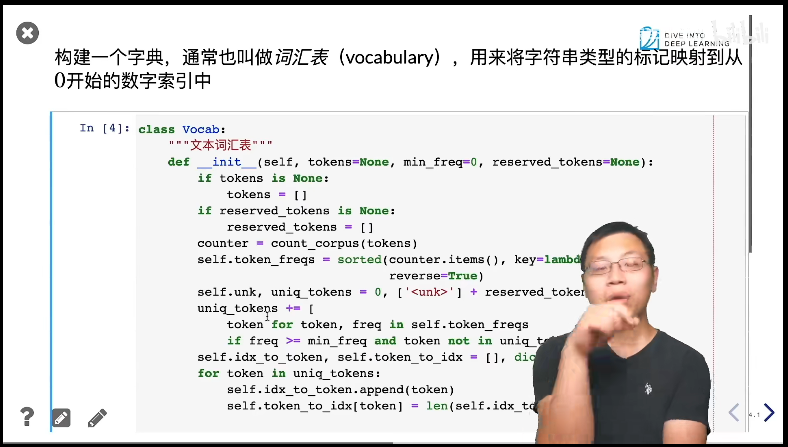 DIVE INTO
DEEP LEARNING
构建一个字典，通常也叫做词汇表（vocabulary），用来将字符串类型的标记映射到从
0开始的数字索引中
In [4]: class Vocab:
"""文本词汇表"""
def __init__(self, tokens=None, min_freq=0, reserved_tokens=None):
if tokens is None:
tokens = []
if reserved_tokens is None:
reserved_tokens = []
counter = count_corpus(tokens)
self.token_freqs = sorted(counter.items(), key=lambd
reverse=True)
self.unk, uniq_tokens = 0, ['<unk>'] + reserved_token
uniq_tokens += [
token for token, freq in self.token_freqs
if freq >= min_freq and token not in uniq_t
self.idx_to_token, self.token_to_idx = [], dic
for token in uniq_tokens:
self.idx_to_token.append(token)
self.token_to_idx[token] = len(self.idx_to
4.1